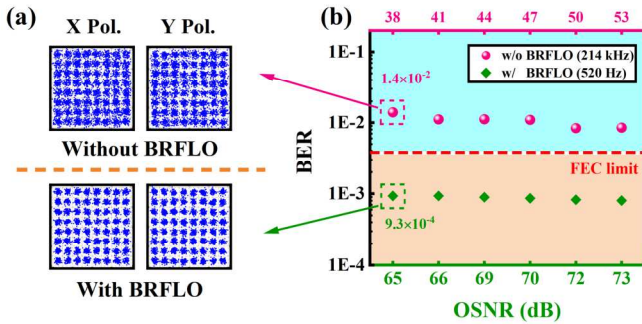 (a)
X Pol. Y Pol.
Without BRFLO
With BRFLO
(b)
38 41 44 47 50 53
1E-1
1E-2
1E-3
1E-4
BER
w/o BRFLO (214 kHz)
w/ BRFLO (520 Hz)
1.4×10⁻²
FEC limit
9.3×10⁻⁴
65 66 69 70 72 73
OSNR (dB)